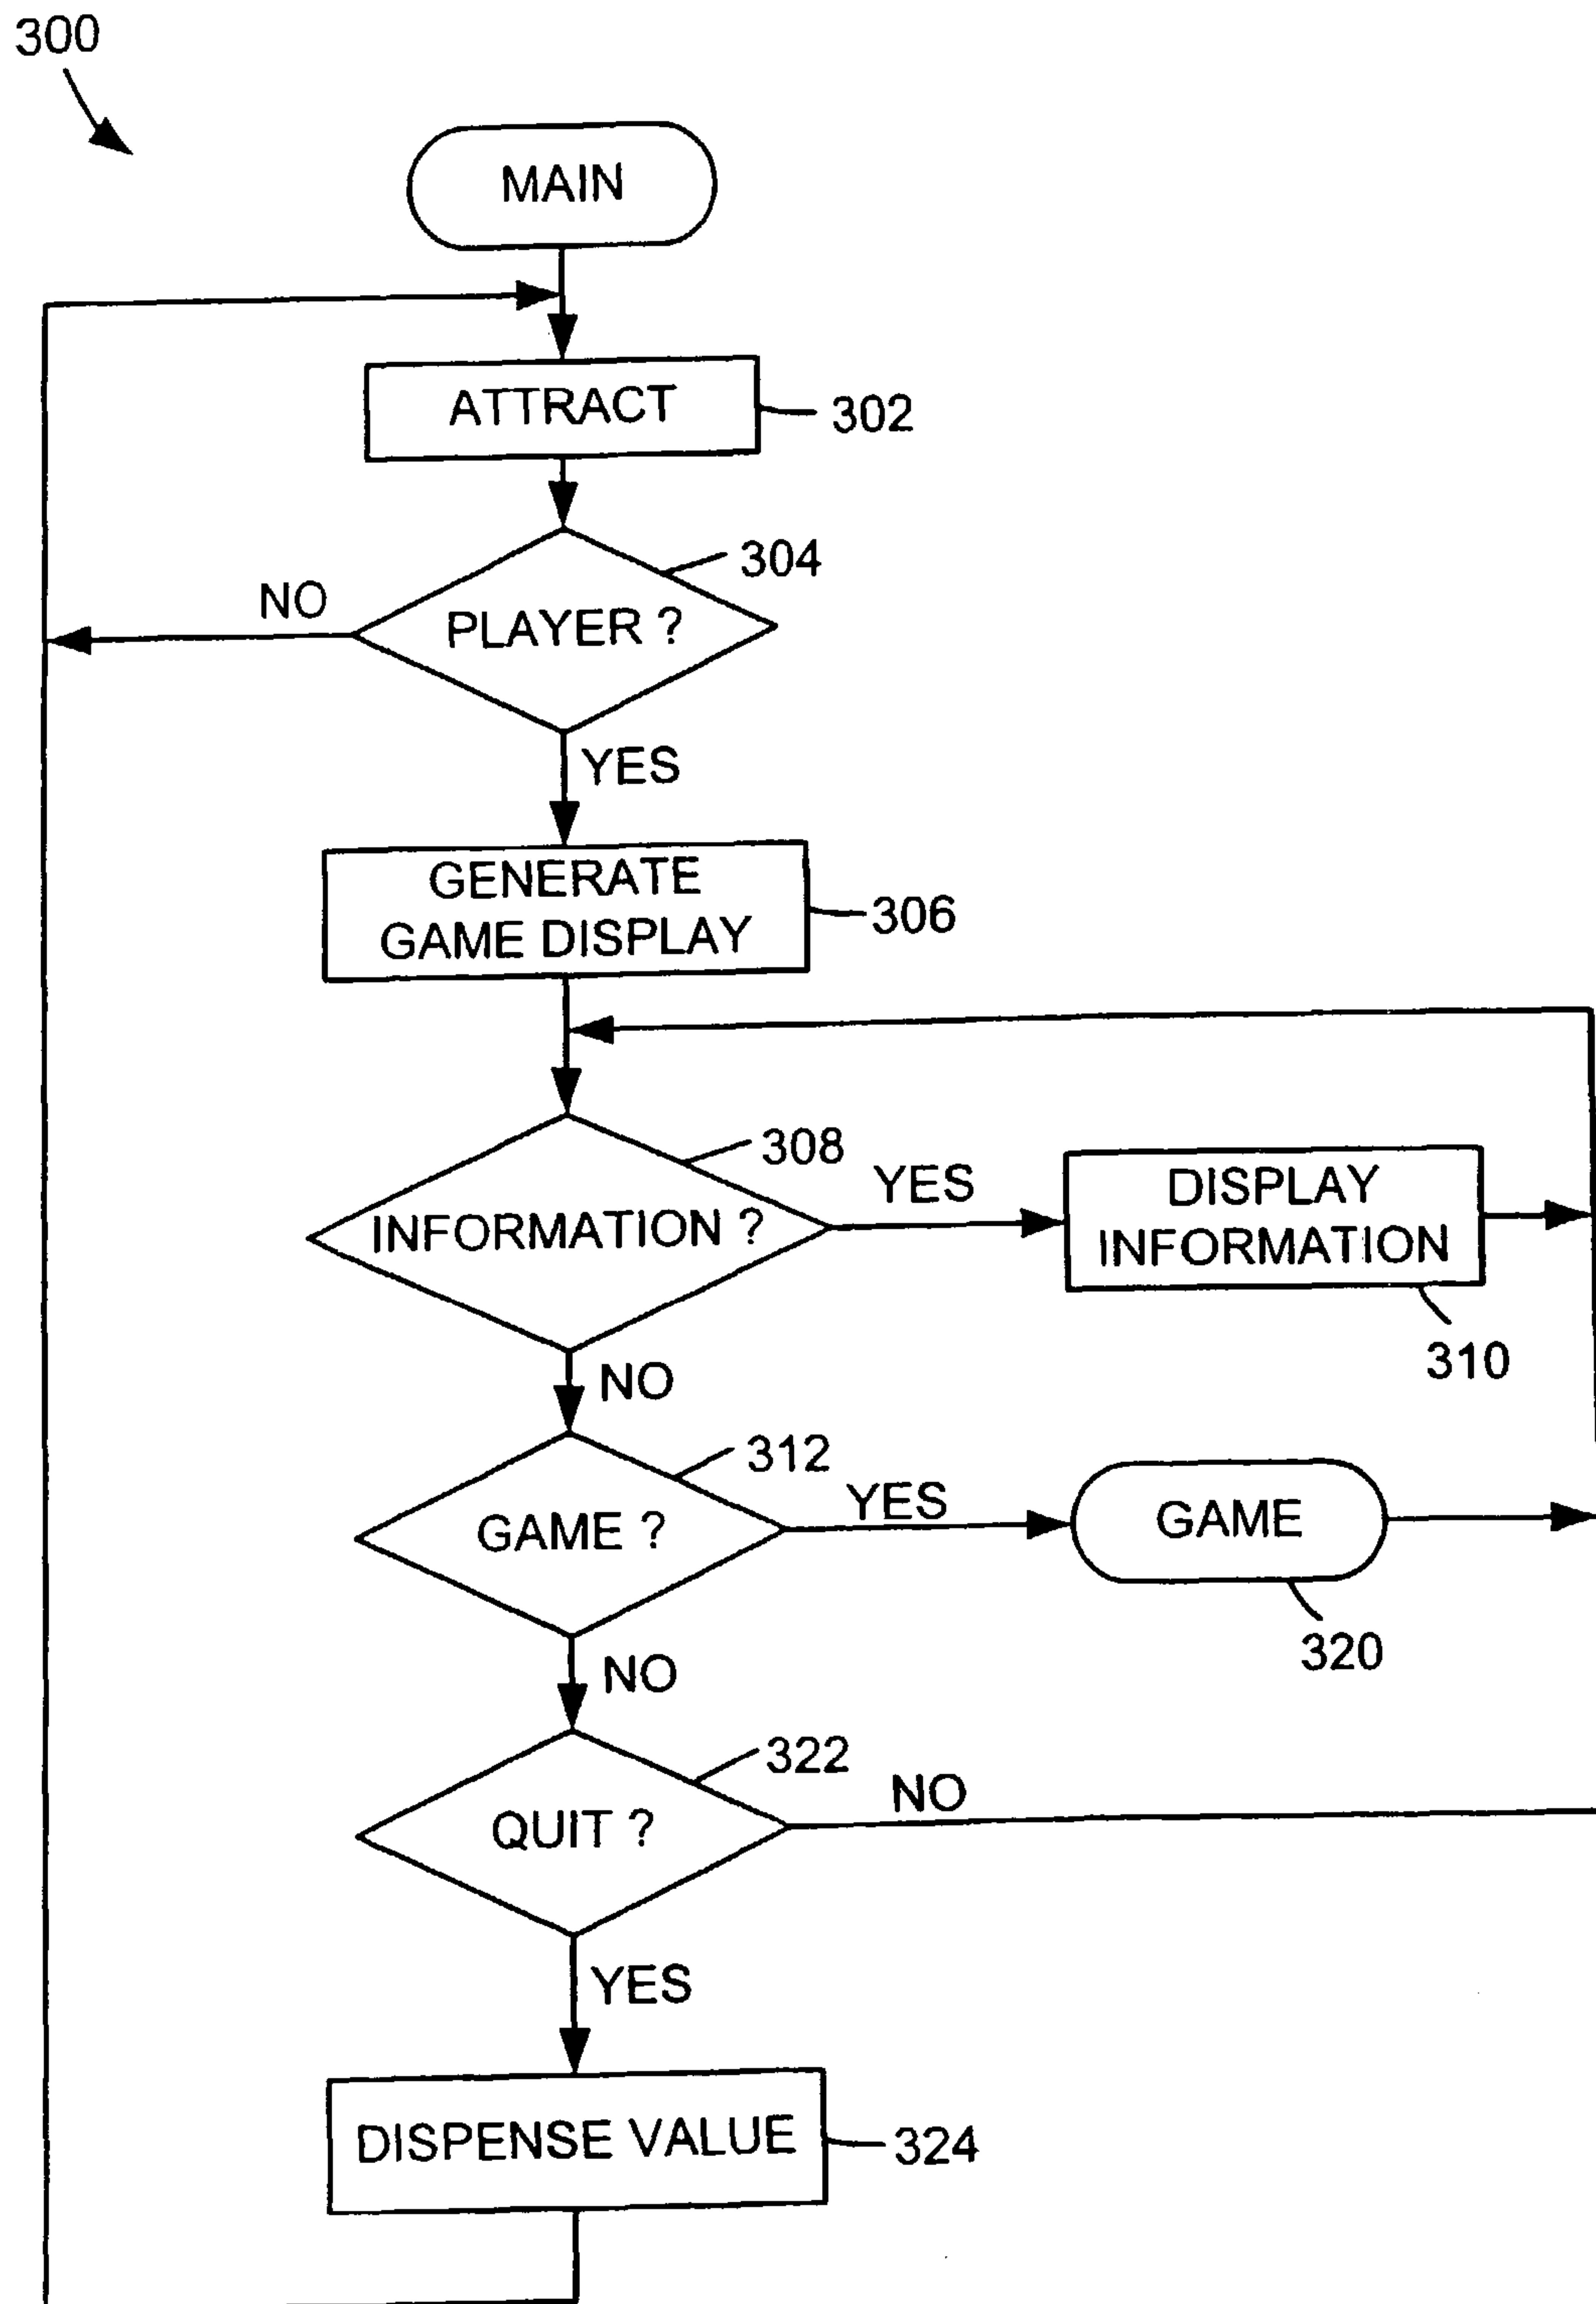 300
MAIN
ATTRACT
302
304
NO
PLAYER ?
YES
GENERATE
GAME DISPLAY
306
308
YES
DISPLAY
INFORMATION
INFORMATION ?
310
NO
312
YES
GAME ?
GAME
320
NO
322
NO
QUIT ?
YES
DISPENSE VALUE
324